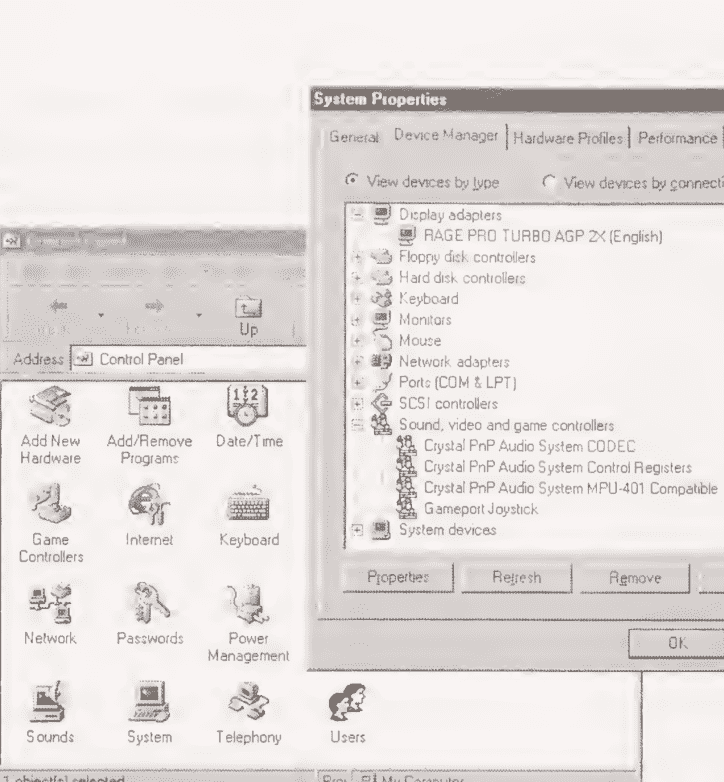 System Properties
General Device Manager Hardware Profiles Performance
View devices by type View devices by connecti
Display adapters
RAGE PRO TURBO AGP 2X (English)
Floppy disk controllers
Hard disk controllers
Keyboard
Monitors
Mouse
Network adapters
Ports (COM & LPT)
SCSI controllers
Sound, video and game controllers
Crystal PnP Audio System CODEC
Crystal PnP Audio System Control Registers
Crystal PnP Audio System MPU-401 Compatible
Gameport Joystick
System devices
Properties Refresh Remove
OK
Up
Address Control Panel
Add New Hardware
Add/Remove Programs
Date/Time
Game Controllers
Internet
Keyboard
Network
Passwords
Power Management
Sounds
System
Telephony
Users
1 object(s) selected
My Computer